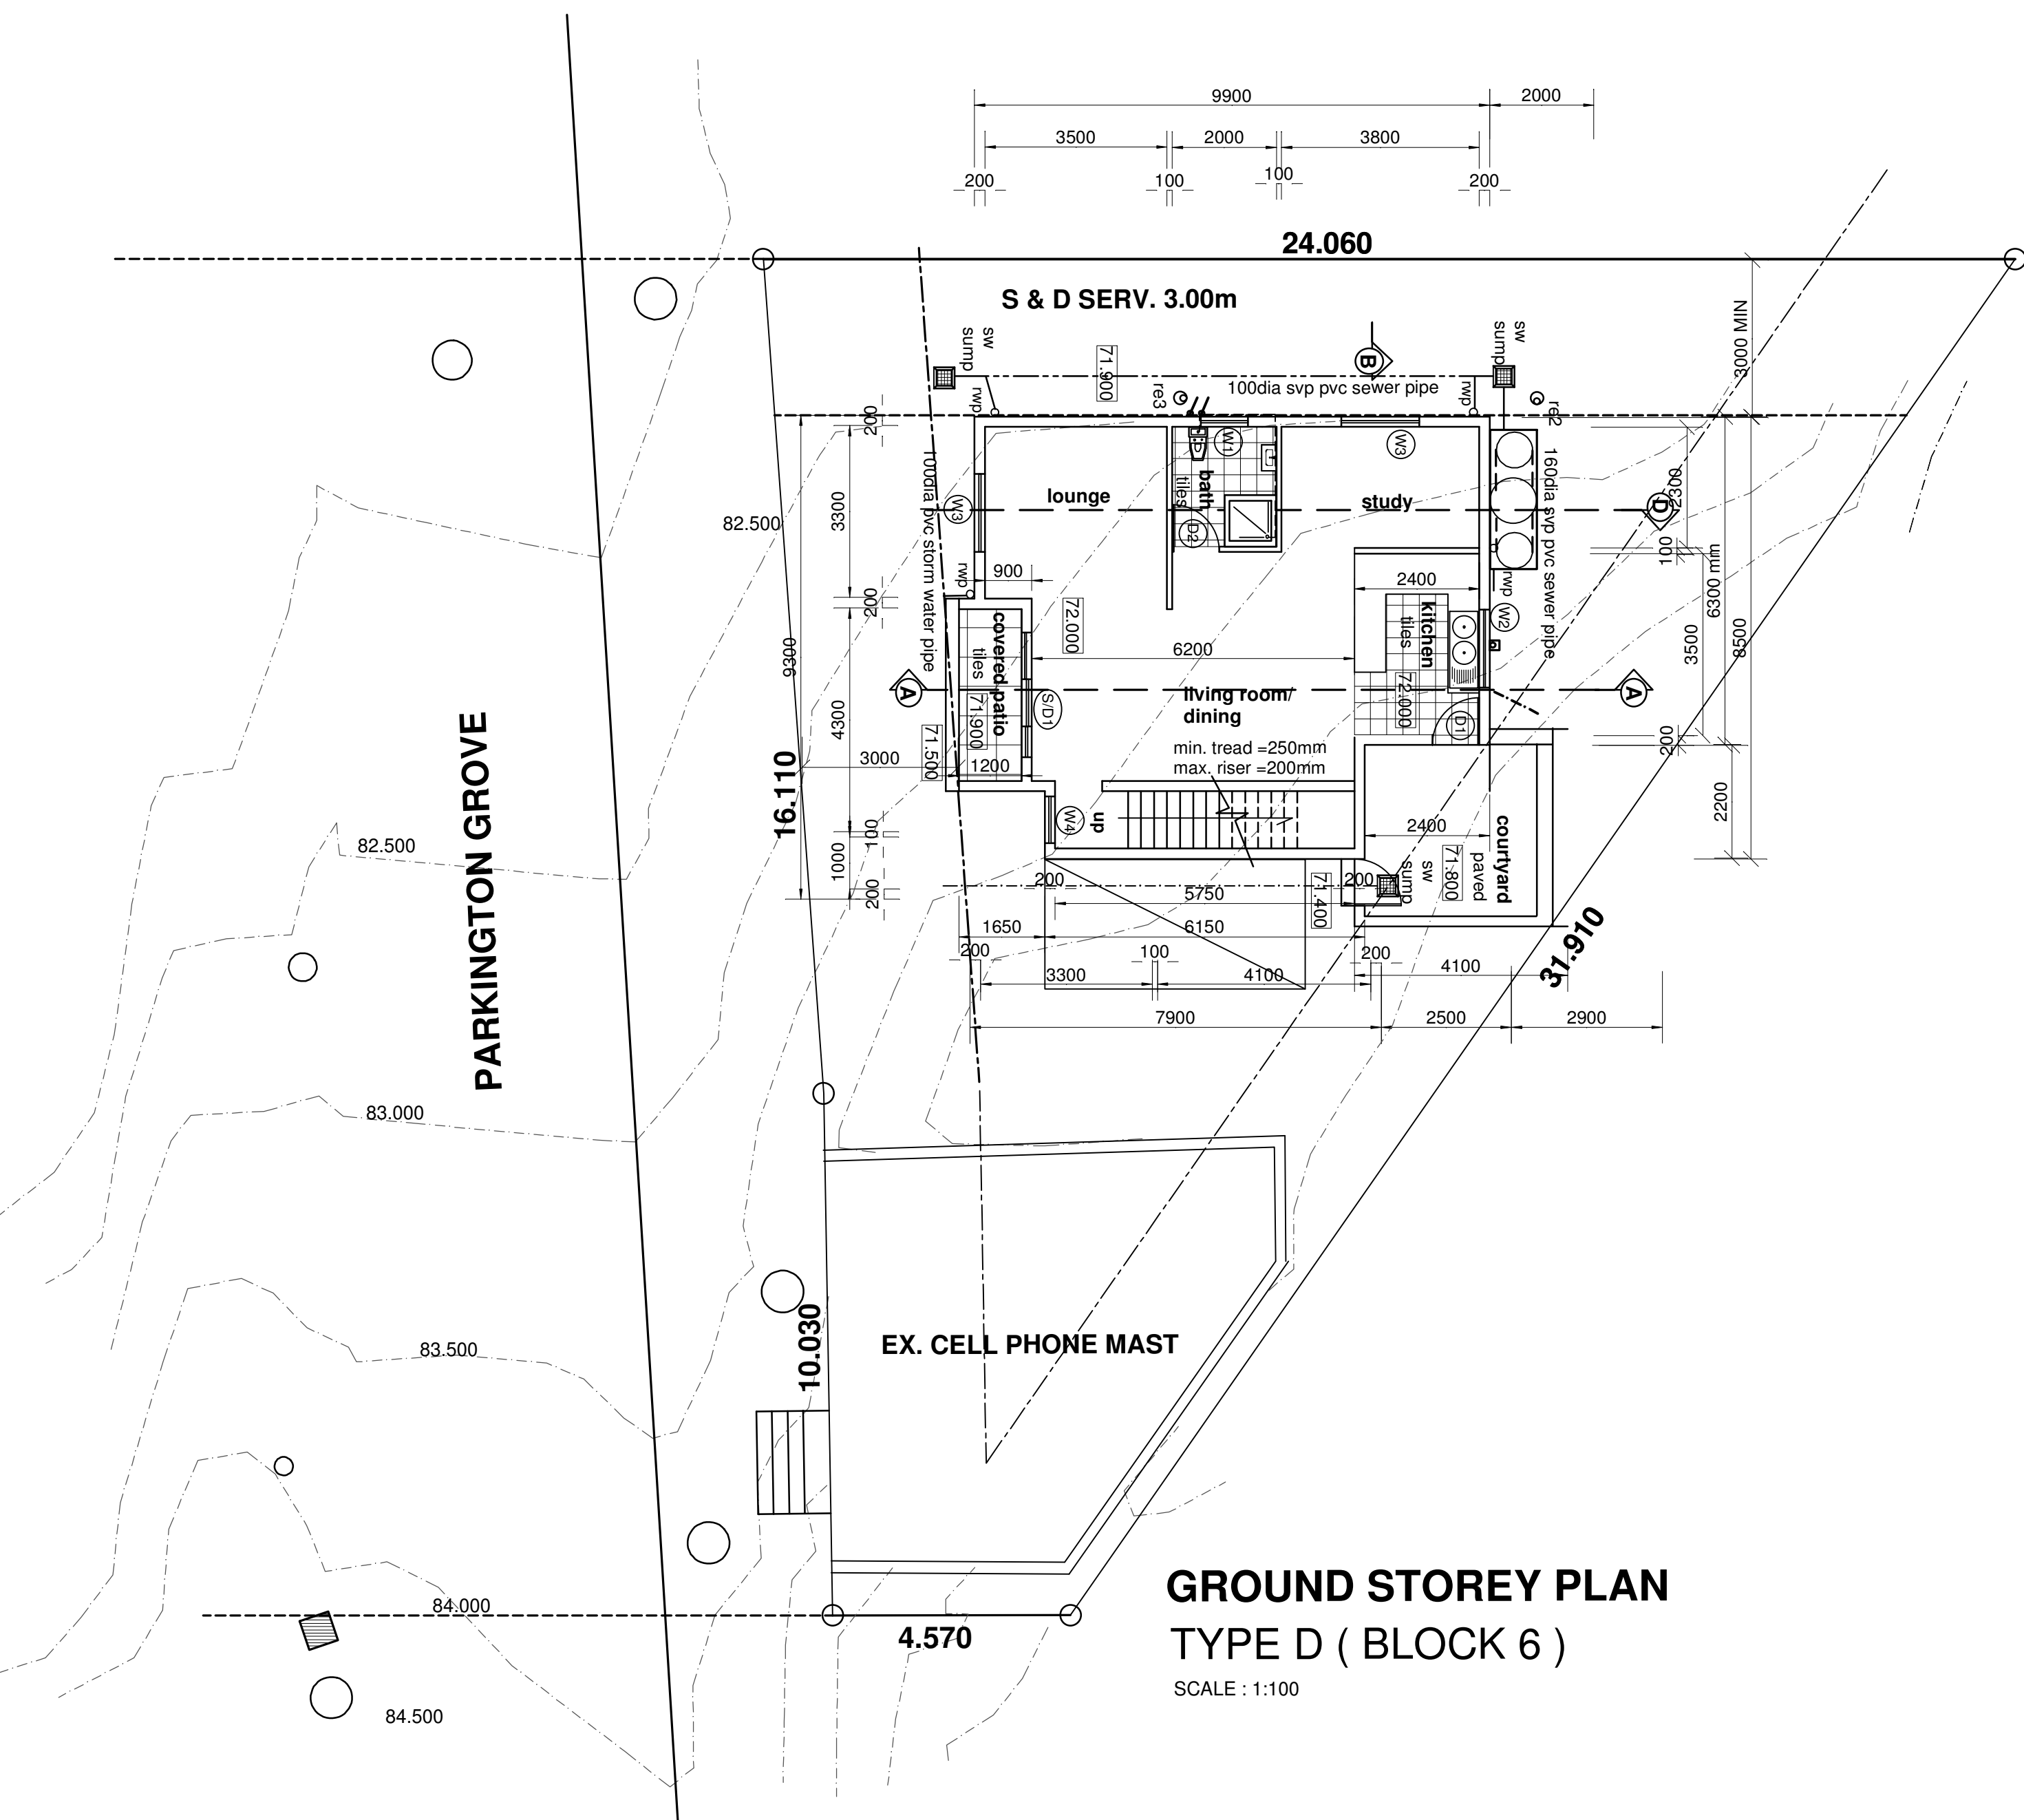 9900
2000
3500
2000
3800
200
100
100
200
24.060
S & D SERV. 3.00m
3000 MIN
sw
sump
71.900
B
sw
sump
100dia svp pvc sewer pipe
re3
rwp
rwp
re2
200
W1
W3
lounge
bath
tiles
study
D2
W3
100dia pvc storm water pipe
160dia svp pvc sewer pipe
D
2300
82.500
3300
100
6300 mm
rwp
900
2400
rwp
200
72.000
covered patio
tiles
kitchen
tiles
W2
9300
6200
3500
8500
A
A
living room/
dining
72.000
71.900
S/D1
D1
4300
71.500
min. tread =250mm
max. riser =200mm
200
3000
1200
16.110
PARKINGTON GROVE
W4
up
2200
100
2400
courtyard
82.500
1000
sw
sump
71.800
paved
200
200
71.400
200
5750
1650
6150
200
100
200
31.910
3300
4100
4100
7900
2500
2900
83.000
10.030
EX. CELL PHONE MAST
83.500
84.000
4.570
84.500
GROUND STOREY PLAN
TYPE D ( BLOCK 6 )
SCALE : 1:100